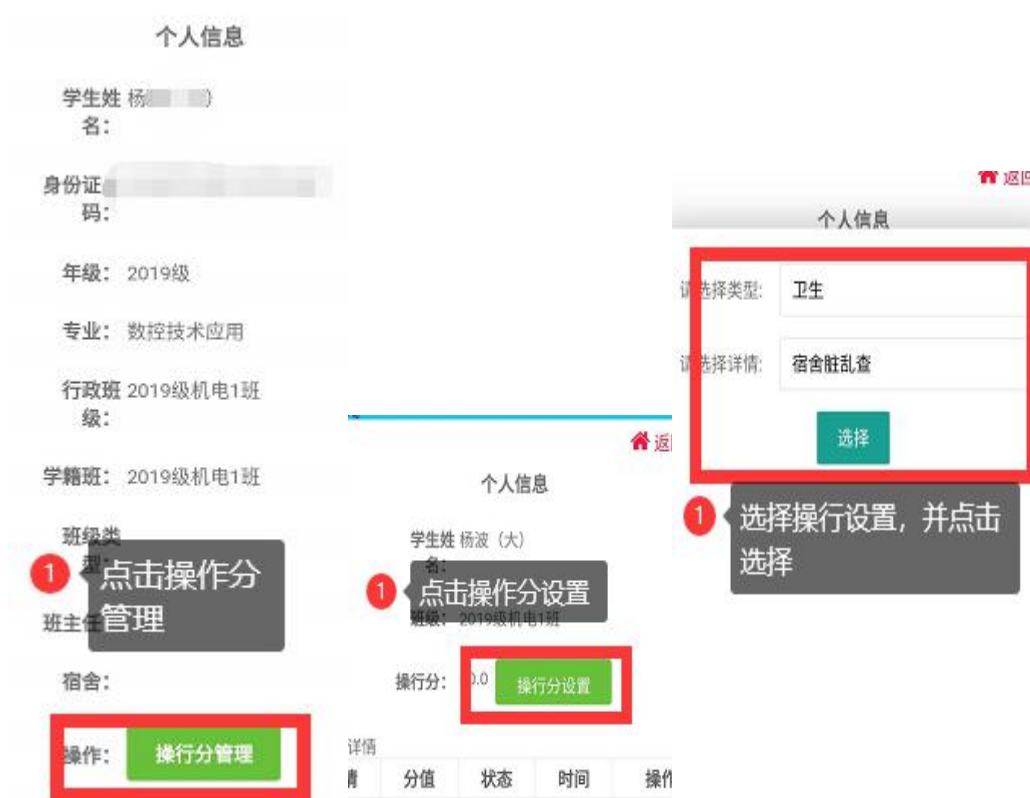 个人信息
学生姓 杨
名：
身份证
码：
年级： 2019级
专业： 数控技术应用
行政班 2019级机电1班
级：
学籍班： 2019级机电1班
班级类
型：
1 点击操作分
管理
班主任
宿舍：
操作： 操行分管理
返
个人信息
学生姓 杨波（大）
名：
1 点击操作分设置
班级： 2019级机电1班
操行分： 0.0 操行分设置
详情
分值 状态 时间 操作
返回
个人信息
请选择类型: 卫生
请选择详情: 宿舍脏乱查
选择
1 选择操行设置，并点击
选择